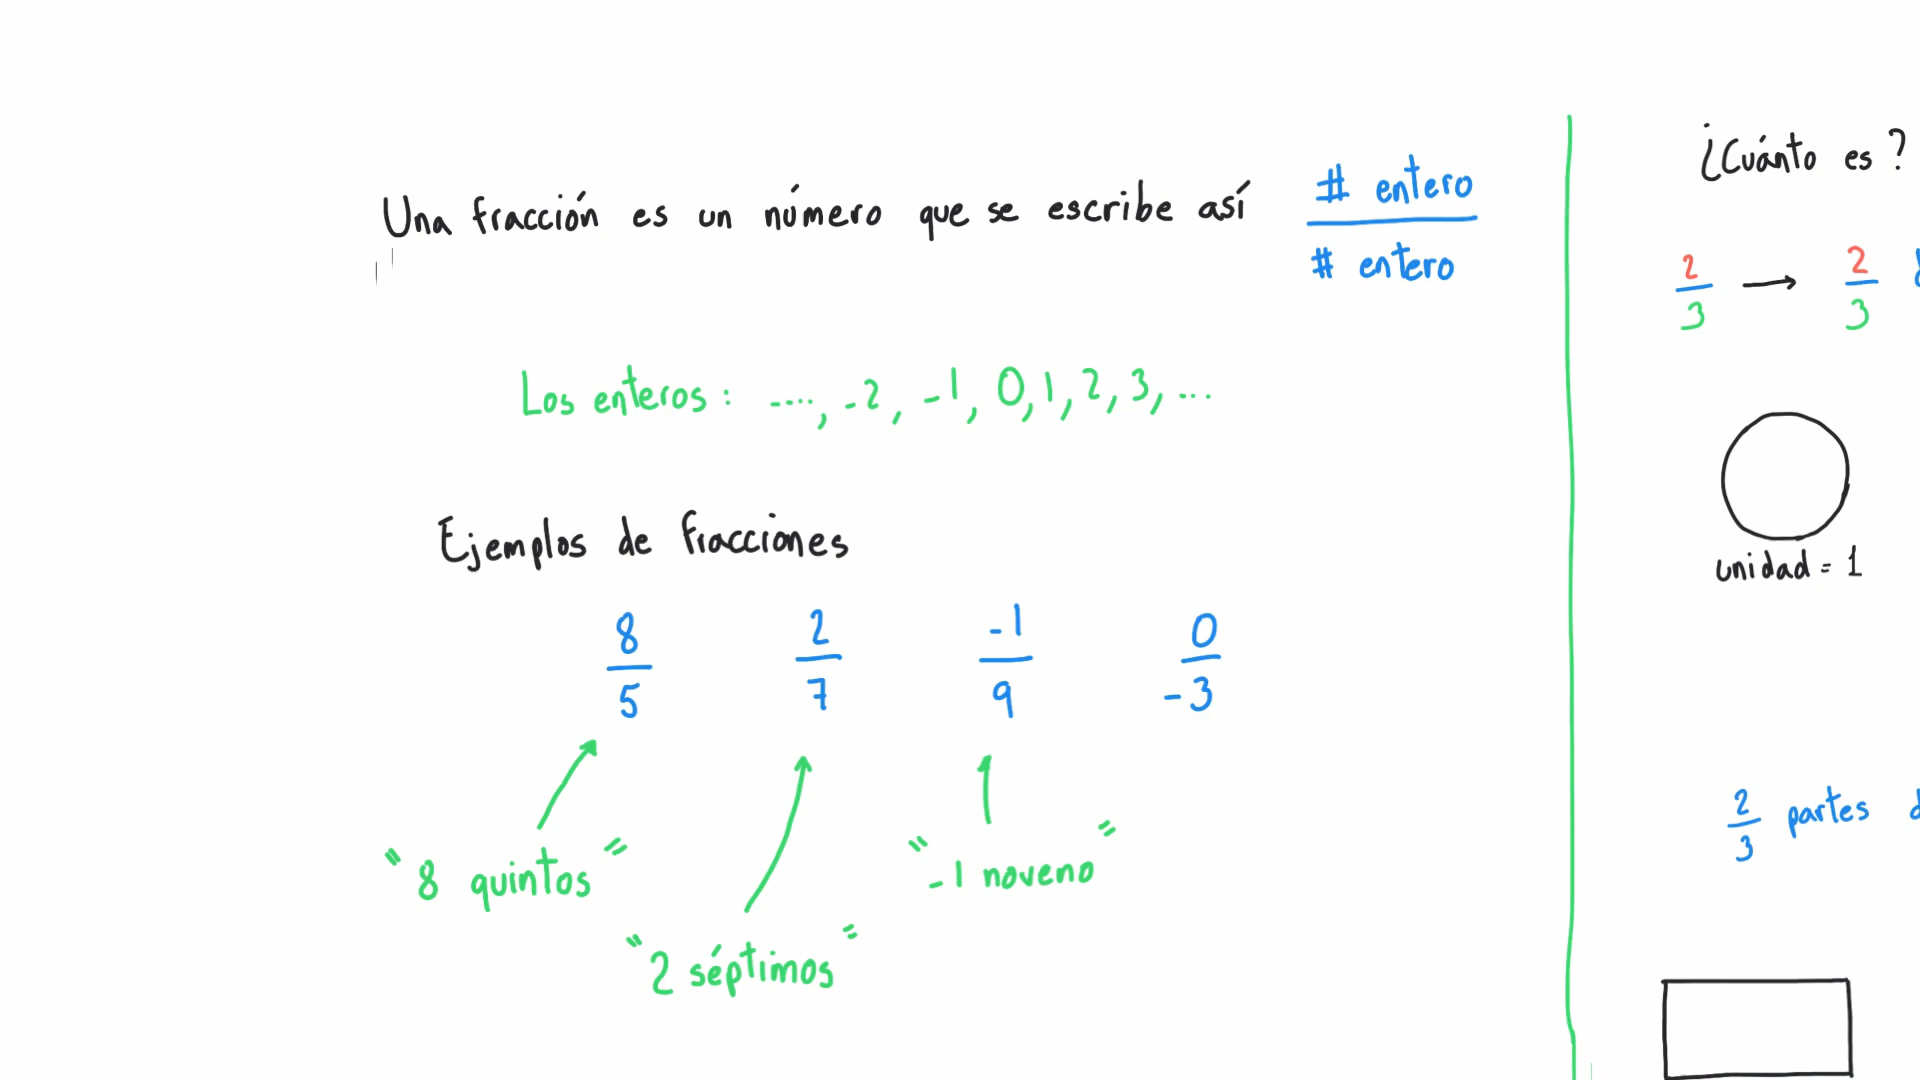 Una fracción es un número que se escribe así # entero / # entero
Los enteros: ...., -2, -1, 0, 1, 2, 3, ...
Ejemplos de fracciones
8/5 2/7 -1/9 0/-3
"8 quintos"
"2 séptimos"
"-1 noveno"
¿Cuánto es?
2/3 → 2/3
unidad = 1
2/3 partes